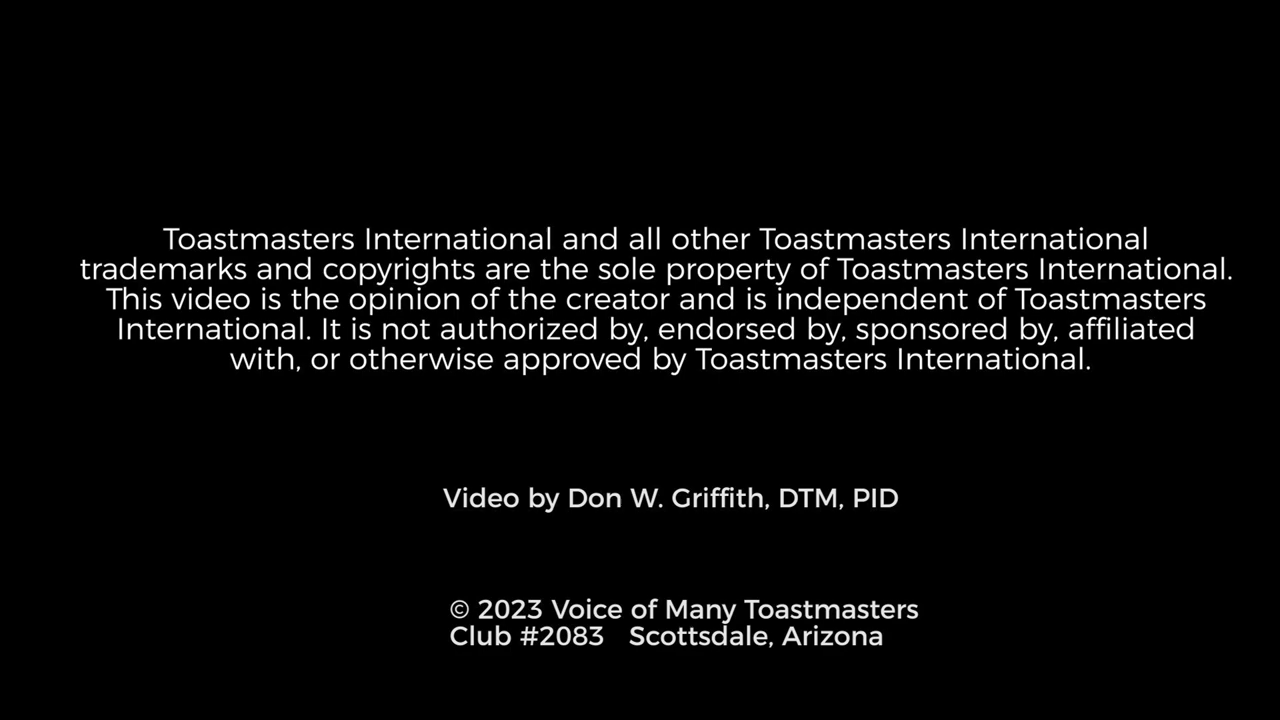 Toastmasters International and all other Toastmasters International
trademarks and copyrights are the sole property of Toastmasters International.
This video is the opinion of the creator and is independent of Toastmasters
International. It is not authorized by, endorsed by, sponsored by, affiliated
with, or otherwise approved by Toastmasters International.
Video by Don W. Griffith, DTM, PID
© 2023 Voice of Many Toastmasters
Club #2083 Scottsdale, Arizona